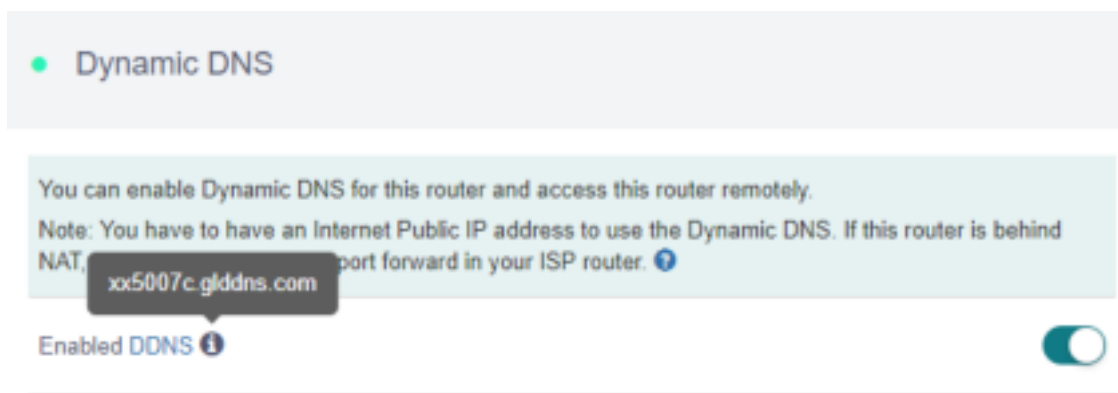 Dynamic DNS
You can enable Dynamic DNS for this router and access this router remotely.
Note: You have to have an Internet Public IP address to use the Dynamic DNS. If this router is behind
NAT, port forward in your ISP router.
xx5007c.glddns.com
Enabled DDNS